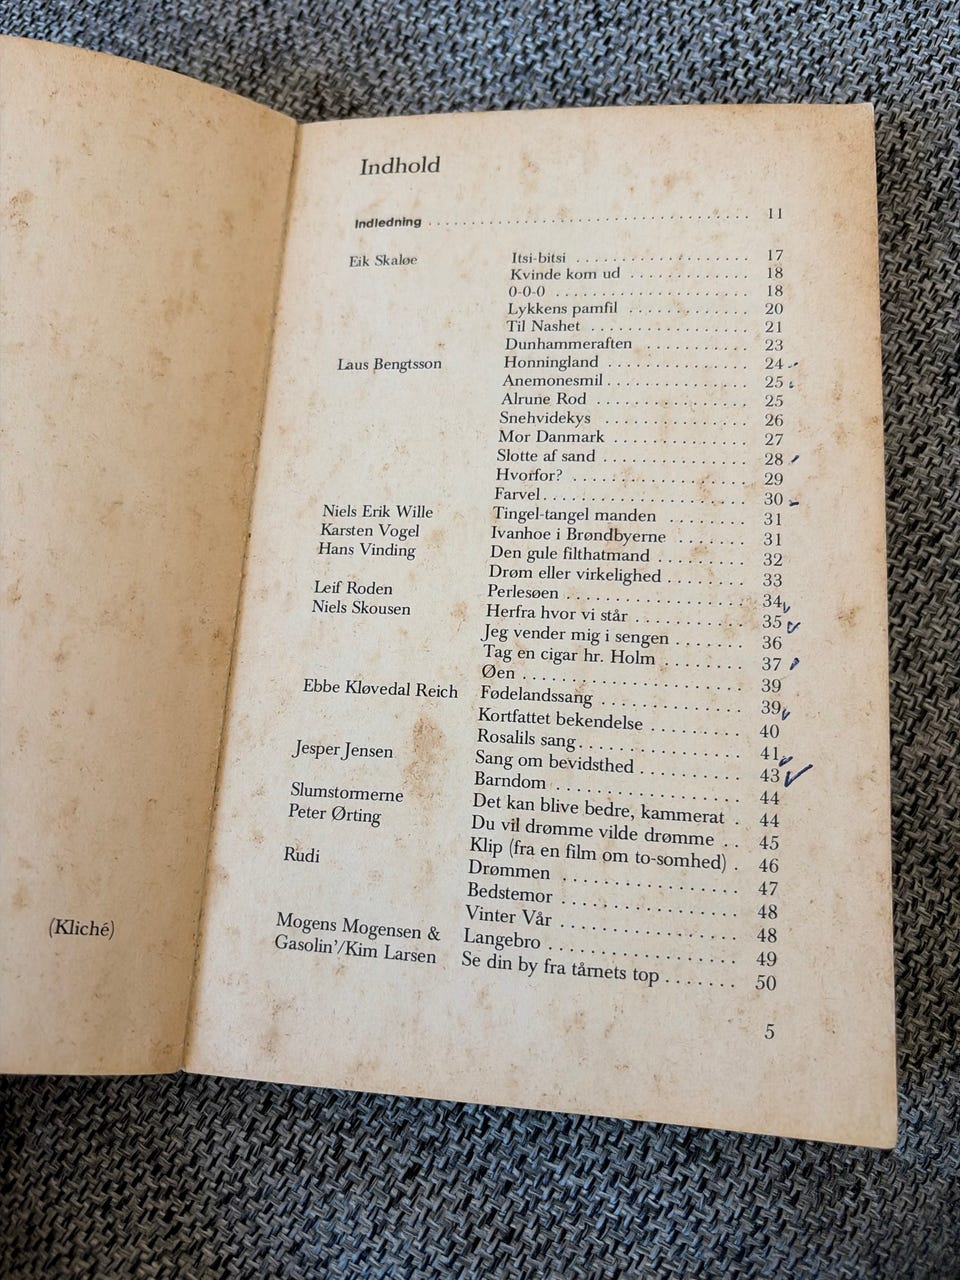 Indhold
Indledning . . . . . . . . . . . . . . . . . . . . 11
Eik Skaløe Itsi-bitsi . . . . . . . . . . 17
Kvinde kom ud . . . . . . . . . . 18
0-0-0 . . . . . . . . . . 18
Lykkens pamfil . . . . . . . . . . 20
Til Nashet . . . . . . . . . . 21
Dunhammeraften . . . . . . . . . . 23
Laus Bengtsson Honningland . . . . . . . . . . 24
Anemonesmil . . . . . . . . . . 25
Alrune Rod . . . . . . . . . . 25
Snehvidekys . . . . . . . . . . 26
Mor Danmark . . . . . . . . . . 27
Slotte af sand . . . . . . . . . . 28
Hvorfor? . . . . . . . . . . 29
Farvel . . . . . . . . . . 30
Niels Erik Wille Tingel-tangel manden . . . . . . . 31
Karsten Vogel Ivanhoe i Brøndbyerne . . . . . . . 31
Hans Vinding Den gule filthatmand . . . . . . . . 32
Drøm eller virkelighed . . . . . . . . 33
Leif Roden Perlesøen . . . . . . . . . . 34
Niels Skousen Herfra hvor vi står . . . . . . . . . . 35
Jeg vender mig i sengen . . . . . . . 36
Tag en cigar hr. Holm . . . . . . . . 37
Øen . . . . . . . . . . 39
Ebbe Kløvedal Reich Fødelandssang . . . . . . . . . . 39
Kortfattet bekendelse . . . . . . . . . 40
Rosalils sang . . . . . . . . . . 41
Jesper Jensen Sang om bevidsthed . . . . . . . . . . 43
Barndom . . . . . . . . . . 44
Slumstormerne Det kan blive bedre, kammerat . 44
Peter Ørting Du vil drømme vilde drømme . . 45
Klip (fra en film om to-somhed) . 46
Rudi Drømmen . . . . . . . . . . 47
Bedstemor . . . . . . . . . . 48
Vinter Vår . . . . . . . . . . 48
Mogens Mogensen & Langebro . . . . . . . . . . 49
Gasolin'/Kim Larsen Se din by fra tårnets top . . . . . . . 50
5
(Kliché)